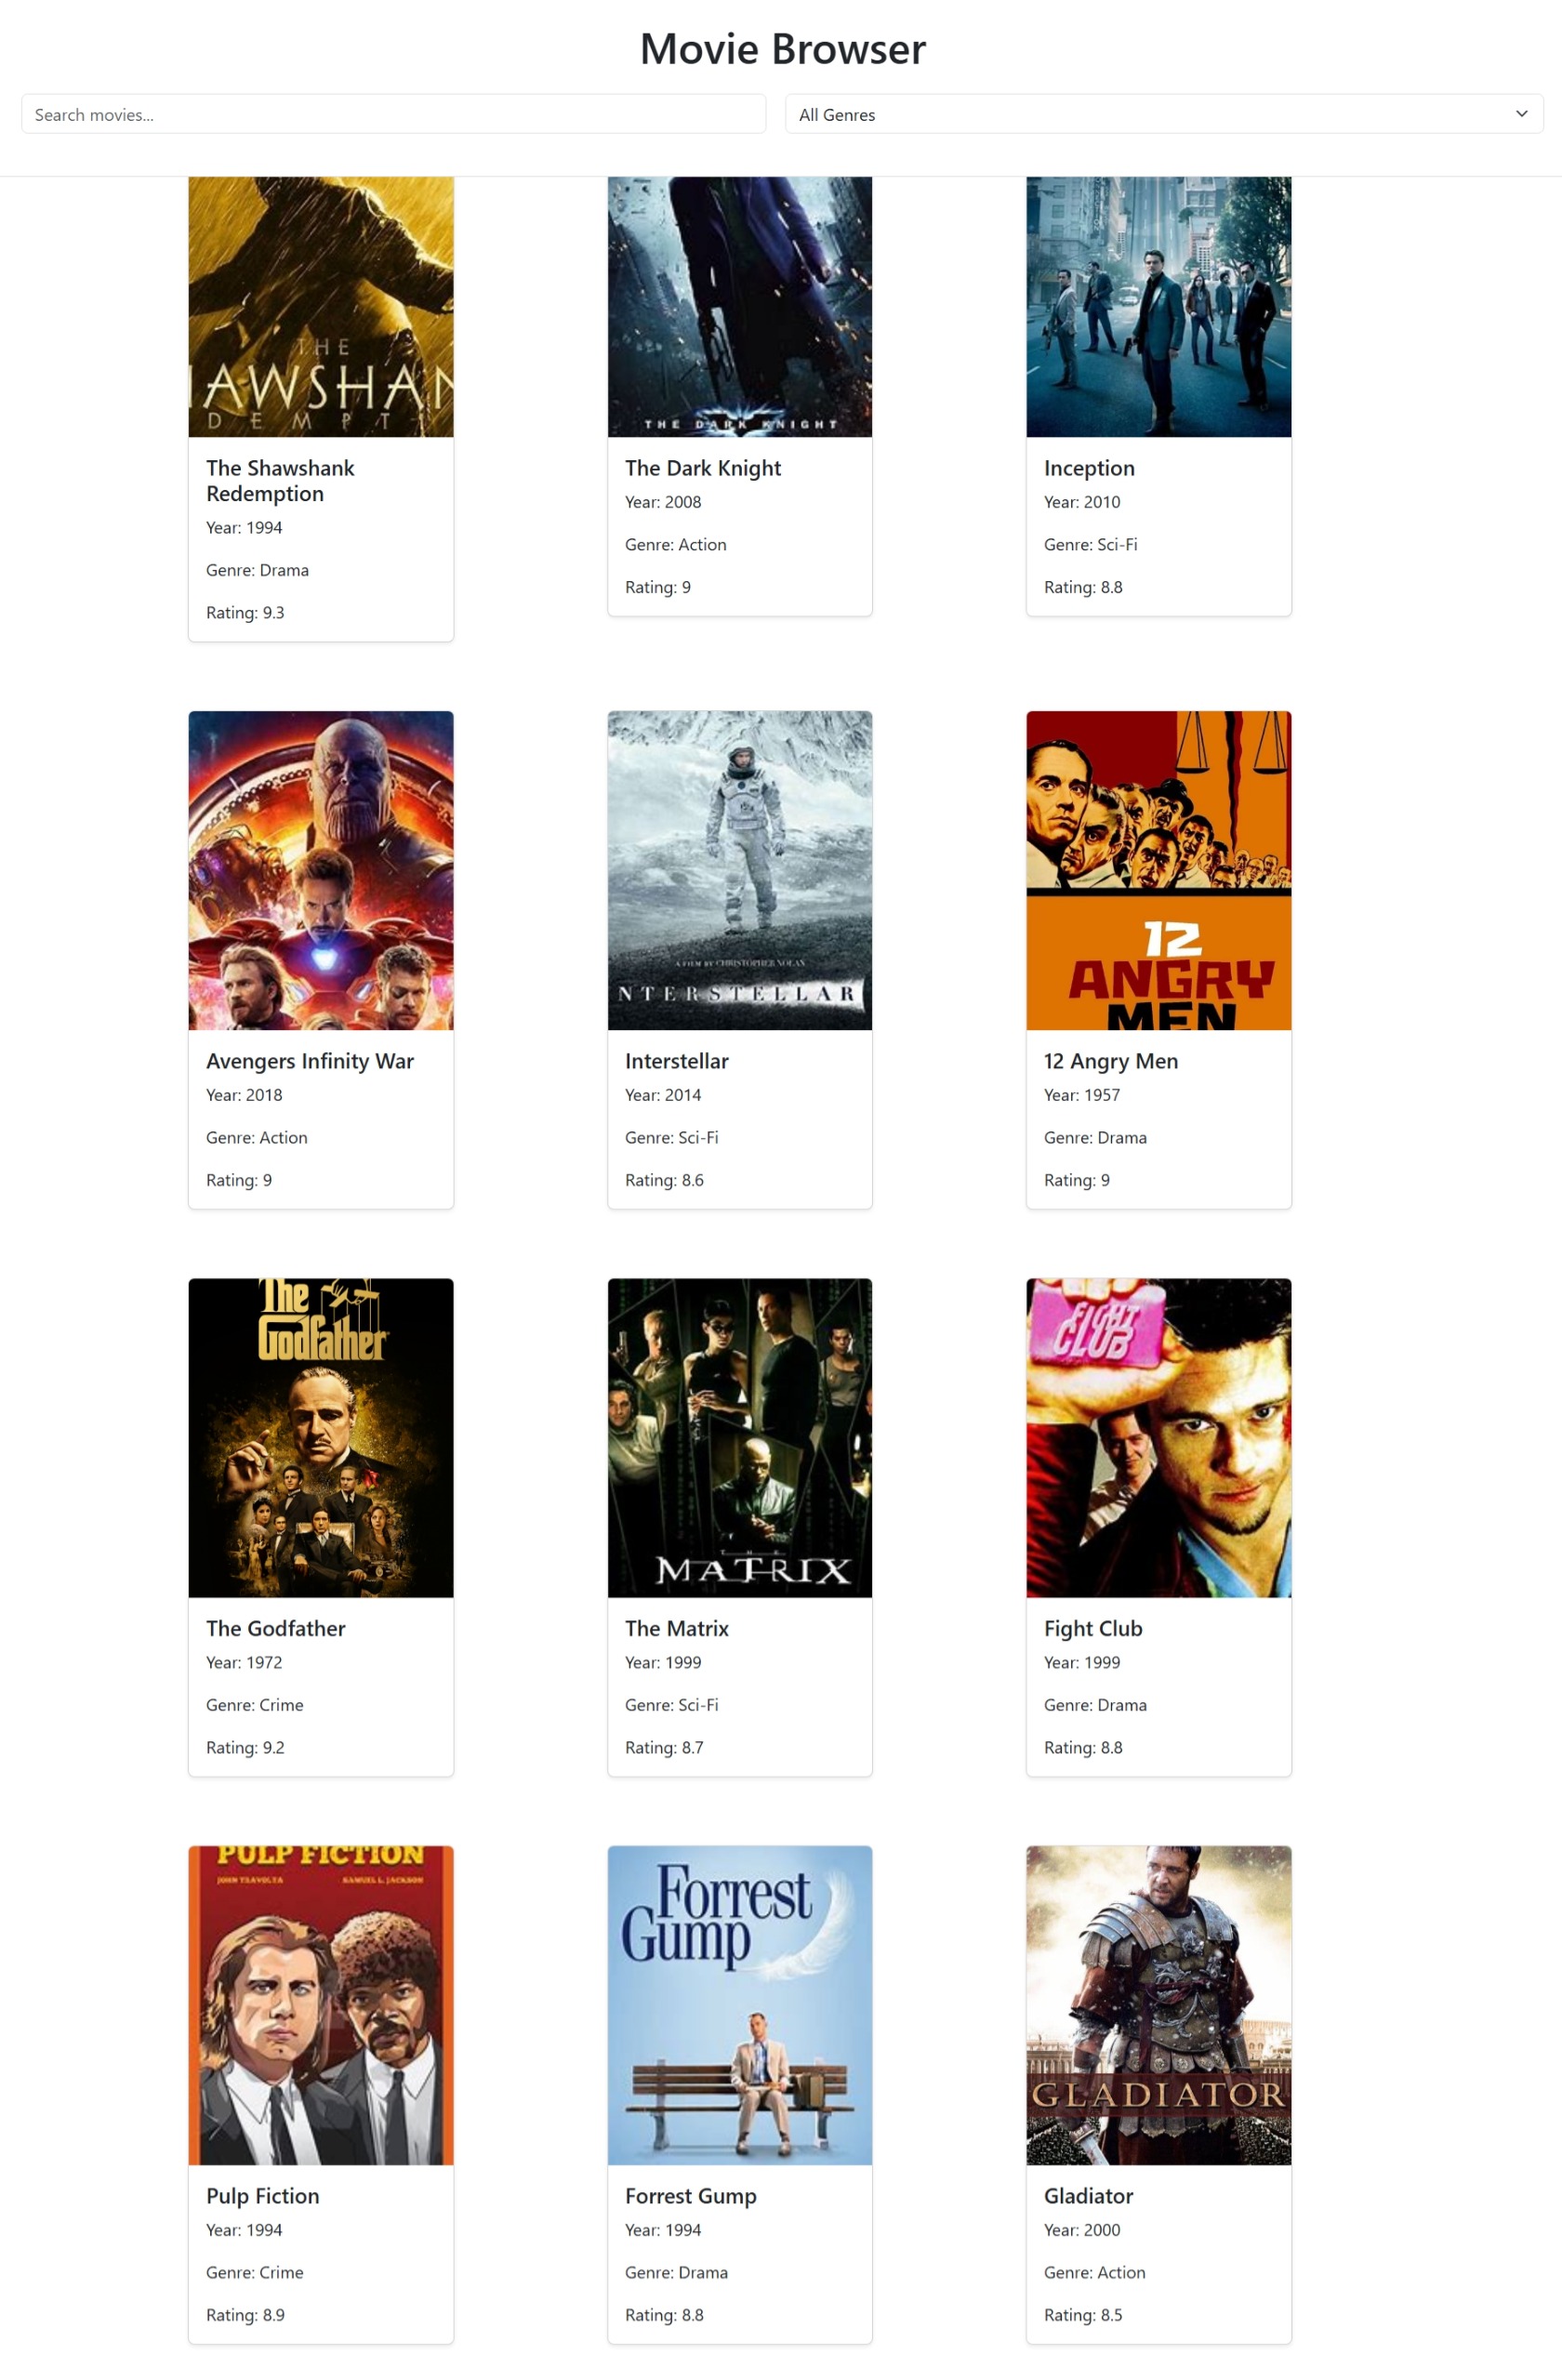 Movie Browser
Search movies...
All Genres
THE
AWSHAN
DEMPT
THE DARK KNIGHT
The Shawshank
Redemption
Year: 1994
Genre: Drama
Rating: 9.3
The Dark Knight
Year: 2008
Genre: Action
Rating: 9
Inception
Year: 2010
Genre: Sci-Fi
Rating: 8.8
A FILM BY CHRISTOPHER NOLAN
NTERSTELLAR
12
ANGRY
MEN
Avengers Infinity War
Year: 2018
Genre: Action
Rating: 9
Interstellar
Year: 2014
Genre: Sci-Fi
Rating: 8.6
12 Angry Men
Year: 1957
Genre: Drama
Rating: 9
The
Godfather
THE
MATRIX
FIGHT
CLUB
The Godfather
Year: 1972
Genre: Crime
Rating: 9.2
The Matrix
Year: 1999
Genre: Sci-Fi
Rating: 8.7
Fight Club
Year: 1999
Genre: Drama
Rating: 8.8
PULP FICTION
JOHN TRAVOLTA
SAMUEL L. JACKSON
Forrest
Gump
GLADIATOR
Pulp Fiction
Year: 1994
Genre: Crime
Rating: 8.9
Forrest Gump
Year: 1994
Genre: Drama
Rating: 8.8
Gladiator
Year: 2000
Genre: Action
Rating: 8.5